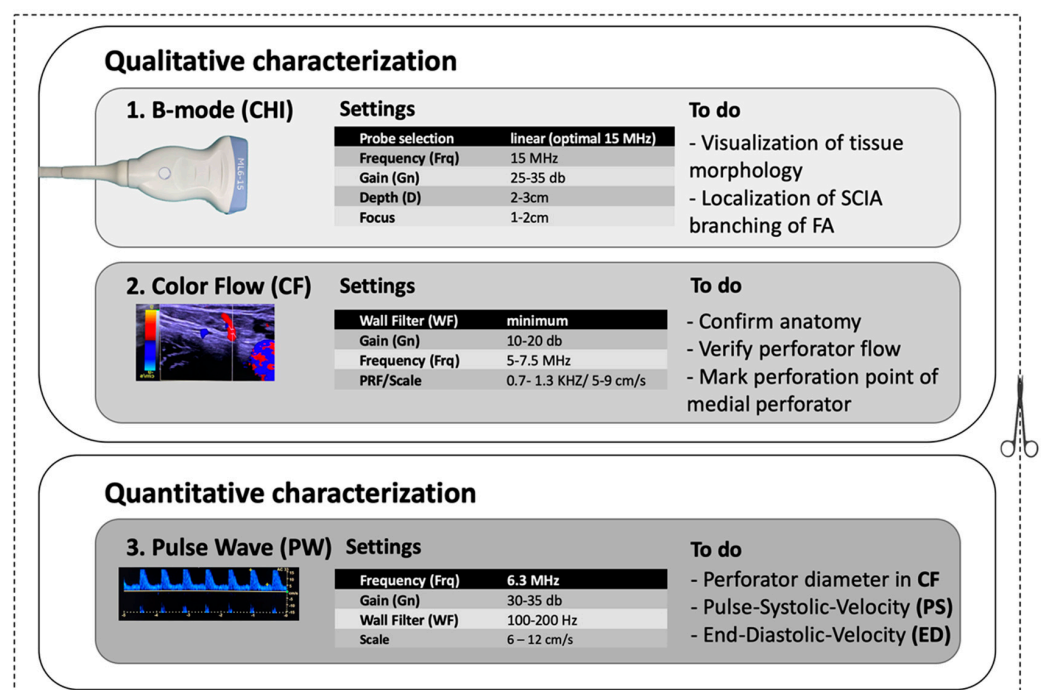 Qualitative characterization
1. B-mode (CHI)
Settings
Probe selection linear (optimal 15 MHz)
Frequency (Frq) 15 MHz
Gain (Gn) 25-35 db
Depth (D) 2-3cm
Focus 1-2cm
To do
- Visualization of tissue
morphology
- Localization of SCIA
branching of FA
ML6-15
2. Color Flow (CF)
Settings
Wall Filter (WF) minimum
Gain (Gn) 10-20 db
Frequency (Frq) 5-7.5 MHz
PRF/Scale 0.7- 1.3 KHZ/ 5-9 cm/s
To do
- Confirm anatomy
- Verify perforator flow
- Mark perforation point of
medial perforator
Quantitative characterization
3. Pulse Wave (PW)
Settings
Frequency (Frq) 6.3 MHz
Gain (Gn) 30-35 db
Wall Filter (WF) 100-200 Hz
Scale 6 – 12 cm/s
To do
- Perforator diameter in CF
- Pulse-Systolic-Velocity (PS)
- End-Diastolic-Velocity (ED)